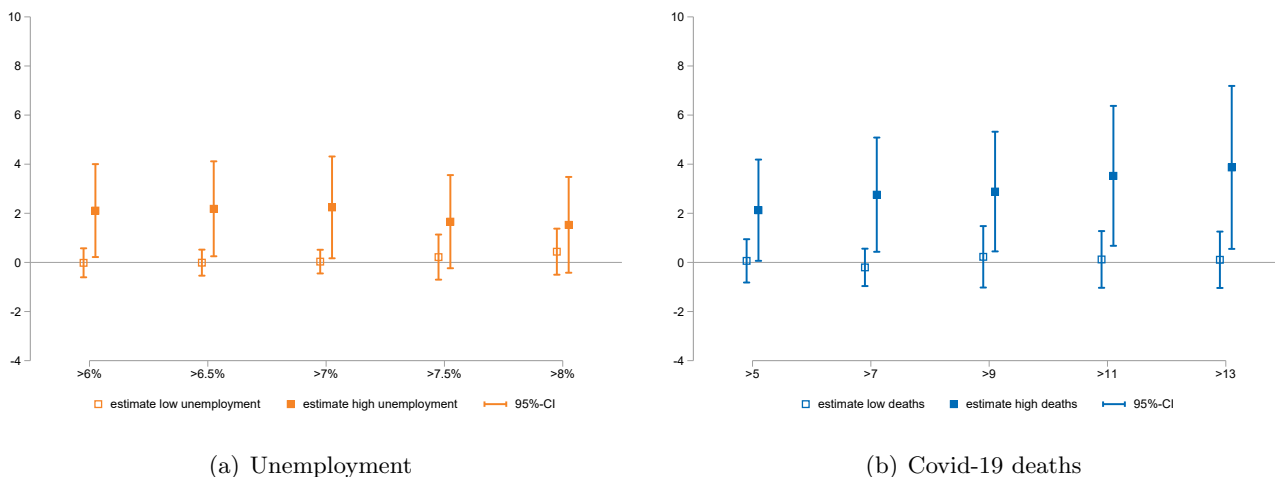 10
8
6
4
2
0
-2
-4
>6% >6.5% >7% >7.5% >8%
estimate low unemployment estimate high unemployment 95%-CI
(a) Unemployment
10
8
6
4
2
0
-2
-4
>5 >7 >9 >11 >13
estimate low deaths estimate high deaths 95%-CI
(b) Covid-19 deaths